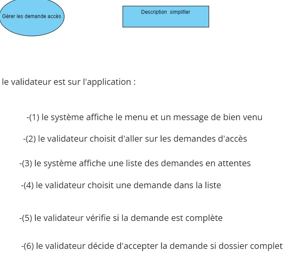 Gérer les demande accès
Description simplifier
le validateur est sur l'application :
-(1) le système affiche le menu et un message de bien venu
-(2) le validateur choisit d'aller sur les demandes d'accès
-(3) le système affiche une liste des demandes en attentes
-(4) le validateur choisit une demande dans la liste
-(5) le validateur vérifie si la demande est complète
-(6) le validateur décide d'accepter la demande si dossier complet